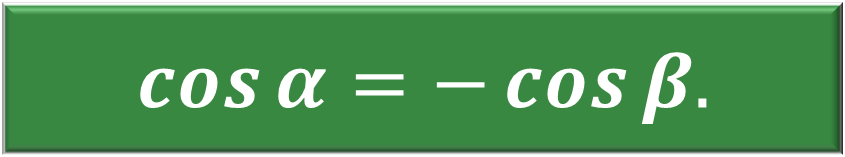 cos α = − cos β.